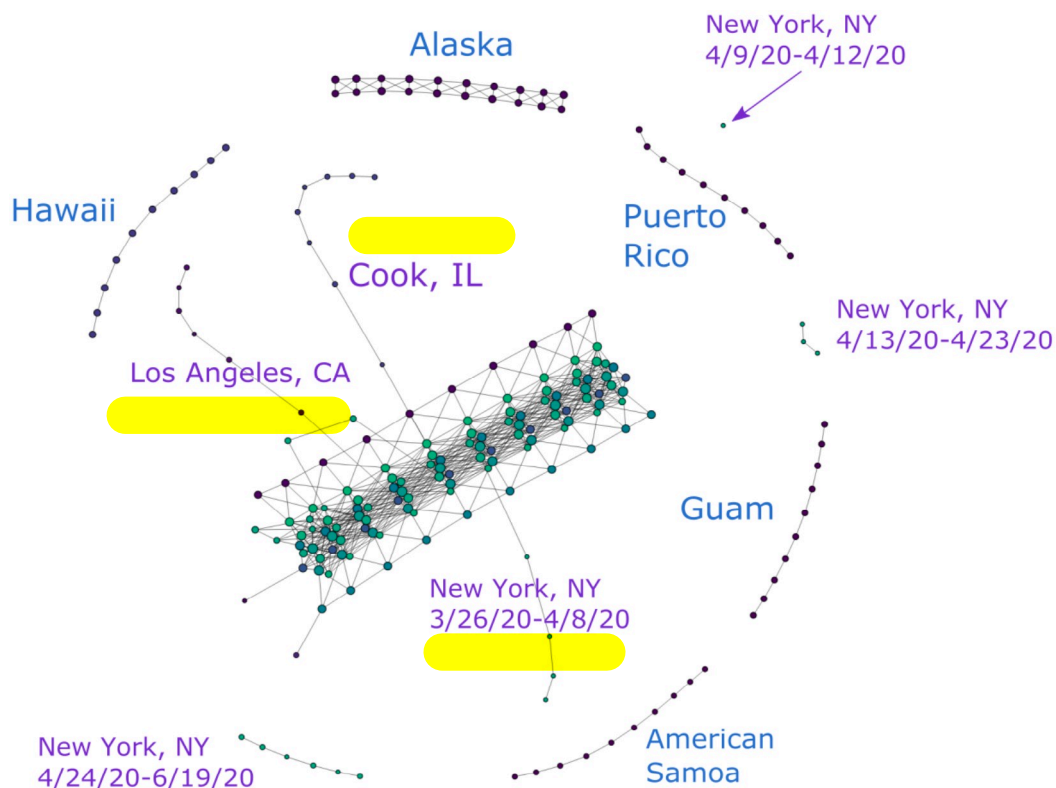 Alaska
New York, NY
4/9/20-4/12/20
Hawaii
Puerto
Rico
Cook, IL
New York, NY
4/13/20-4/23/20
Los Angeles, CA
Guam
New York, NY
3/26/20-4/8/20
New York, NY
4/24/20-6/19/20
American
Samoa